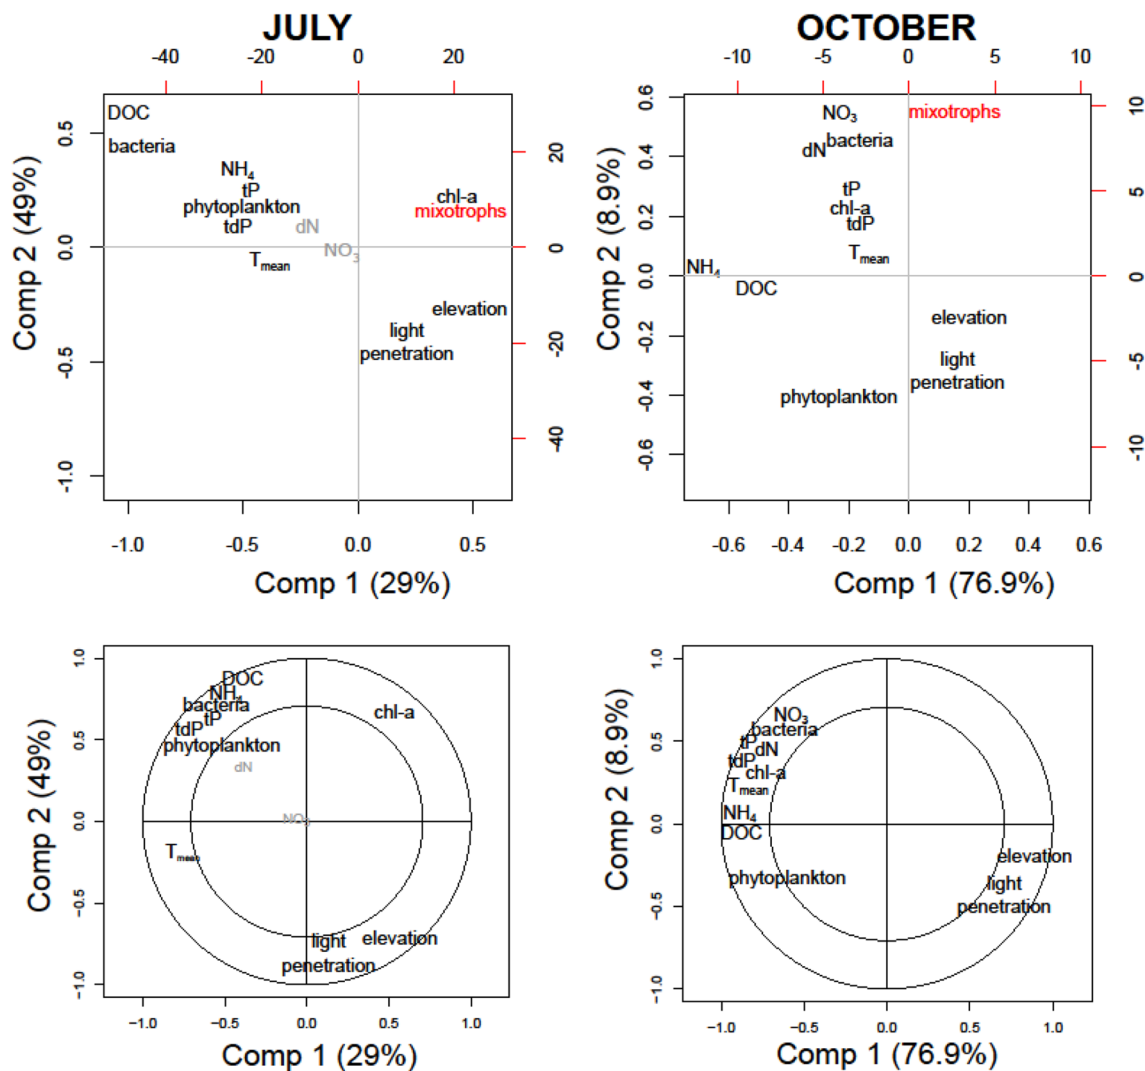 JULY
-40 -20 0 20
DOC
bacteria
NH4
tP
phytoplankton
tdP
dN
NO3
Tmean
chl-a
mixotrophs
elevation
light
penetration
0.5
0.0
-0.5
-1.0
20
0
-20
-40
Comp 2 (49%)
-1.0 -0.5 0.0 0.5
Comp 1 (29%)
OCTOBER
-10 -5 0 5 10
NO3
mixotrophs
bacteria
dN
tP
chl-a
tdP
Tmean
NH4
DOC
elevation
light
penetration
phytoplankton
0.6
0.4
0.2
0.0
-0.2
-0.4
-0.6
10
5
0
-5
-10
Comp 2 (8.9%)
-0.6 -0.4 -0.2 0.0 0.2 0.4 0.6
Comp 1 (76.9%)
DOC
NH4
bacteria
tP
tdP
phytoplankton
dN
chl-a
NO3
Tmean
light
penetration
elevation
1.0
0.5
0.0
-0.5
-1.0
Comp 2 (49%)
-1.0 -0.5 0.0 0.5 1.0
Comp 1 (29%)
NO3
bacteria
tP
dN
tdP
chl-a
Tmean
NH4
DOC
phytoplankton
elevation
light
penetration
1.0
0.5
0.0
-0.5
-1.0
Comp 2 (8.9%)
-1.0 -0.5 0.0 0.5 1.0
Comp 1 (76.9%)